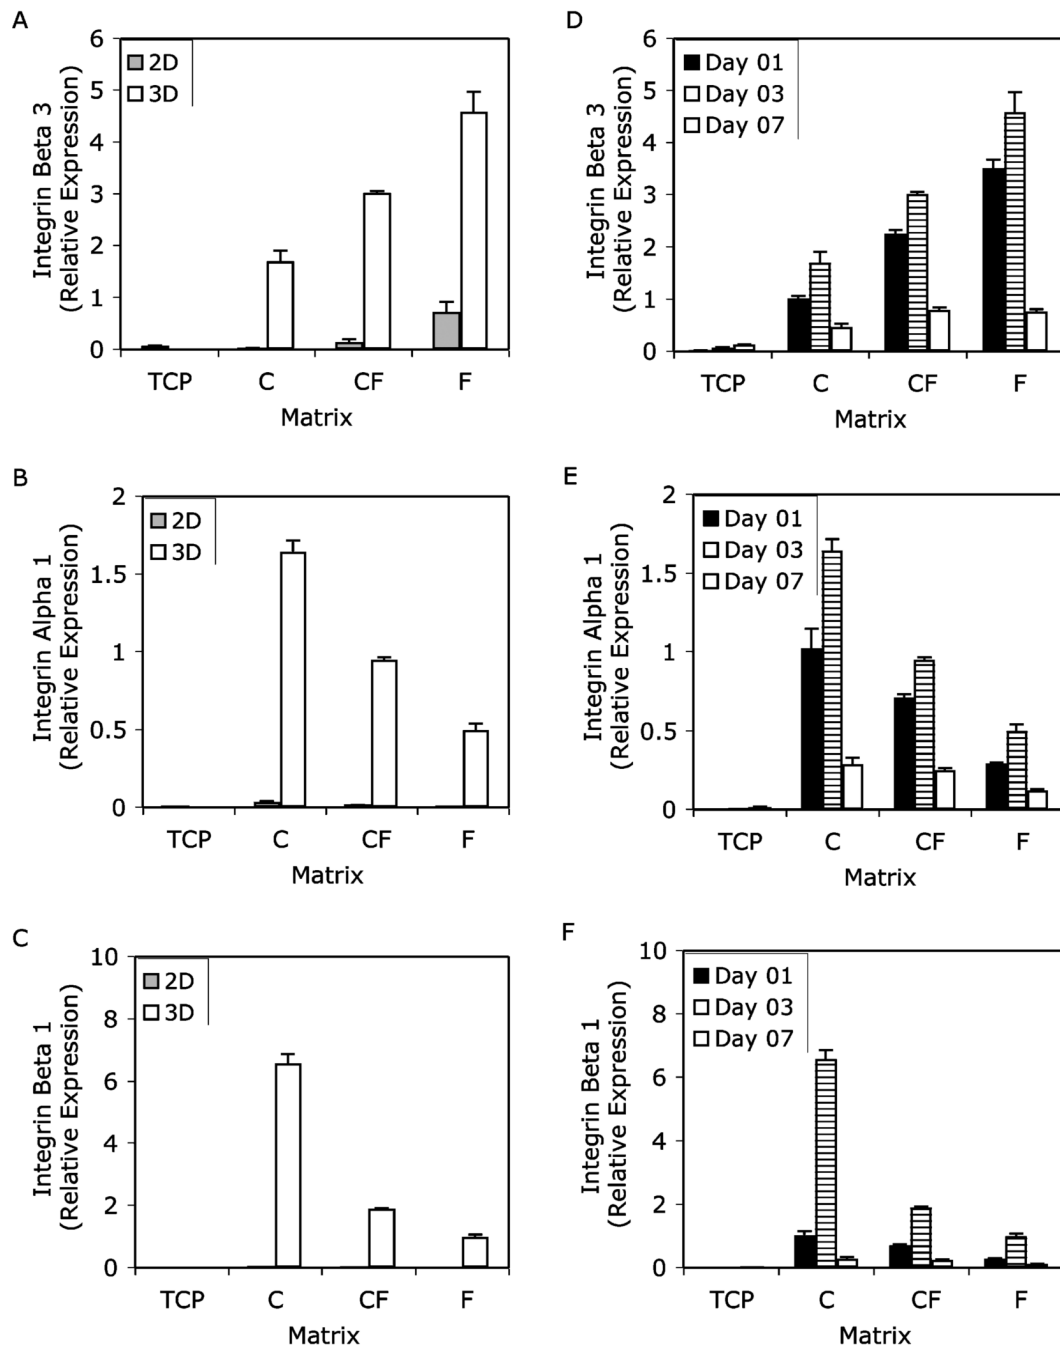 A
Integrin Beta 3
(Relative Expression)
6
5
4
3
2
1
0
2D
3D
TCP C CF F
Matrix
D
Integrin Beta 3
(Relative Expression)
6
5
4
3
2
1
0
Day 01
Day 03
Day 07
TCP C CF F
Matrix
B
Integrin Alpha 1
(Relative Expression)
2
1.5
1
0.5
0
2D
3D
TCP C CF F
Matrix
E
Integrin Alpha 1
(Relative Expression)
2
1.5
1
0.5
0
Day 01
Day 03
Day 07
TCP C CF F
Matrix
C
Integrin Beta 1
(Relative Expression)
10
8
6
4
2
0
2D
3D
TCP C CF F
Matrix
F
Integrin Beta 1
(Relative Expression)
10
8
6
4
2
0
Day 01
Day 03
Day 07
TCP C CF F
Matrix